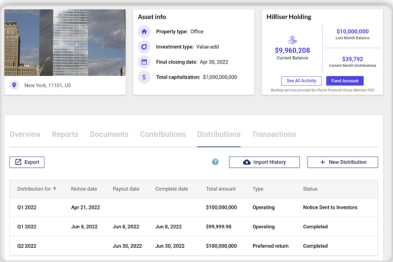 Asset info
Property type: Office
Investment type: Value-add
Final closing date: Apr 30, 2022
Total capitalization: $7,000,000,000
New York, 11101, US
HiRiser Holding
$9,960,208
Current Balance
$10,000,000
Last Month Balance
$39,792
Current Month Distributions
See All Activity
Fund Account
Overview Reports Documents Contributions Distributions Transactions
Export
Import History
+ New Distribution
Distribution for ↑ Notice date Payout date Complete date Total amount Type Status
Q1 2022 Apr 21, 2022 $100,000,000 Operating Notice Sent to Investors
Q1 2022 Jun 8, 2022 Jun 8, 2022 Jun 8, 2022 $99,999.98 Operating Completed
Q2 2022 Jun 30, 2022 Jun 30, 2022 $100,000,000 Preferred return Completed